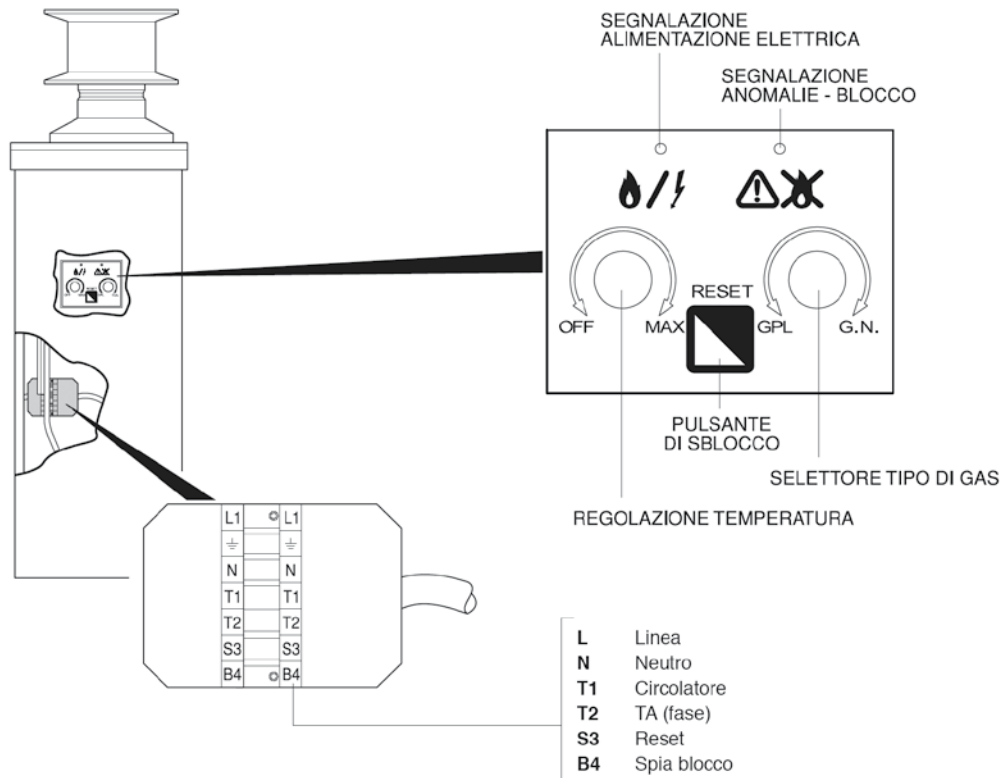 SEGNALAZIONE
ALIMENTAZIONE ELETTRICA
SEGNALAZIONE
ANOMALIE - BLOCCO
RESET
OFF
MAX
GPL
G.N.
PULSANTE
DI SBLOCCO
SELETTORE TIPO DI GAS
REGOLAZIONE TEMPERATURA
L1 L1
N N
T1 T1
T2 T2
S3 S3
B4 B4
L Linea
N Neutro
T1 Circolatore
T2 TA (fase)
S3 Reset
B4 Spia blocco